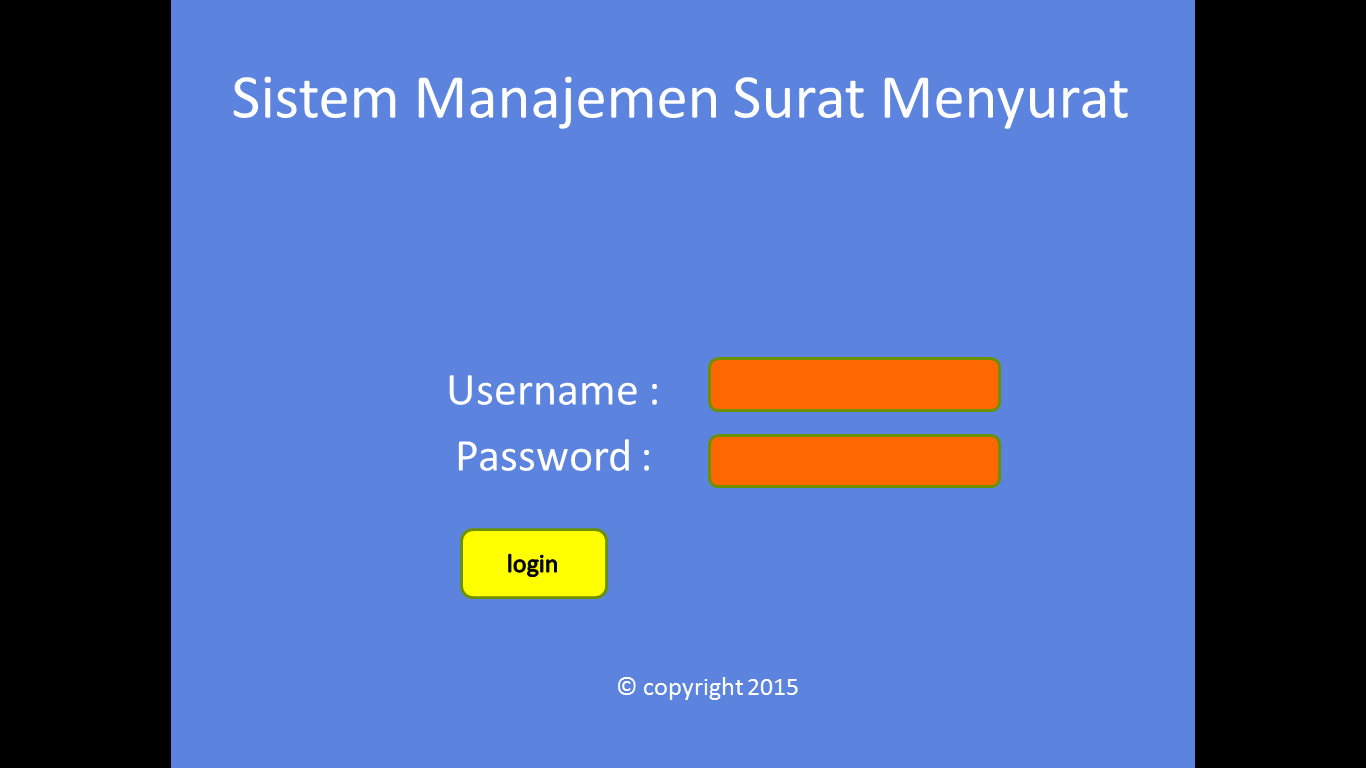 Sistem Manajemen Surat Menyurat
Username :
Password :
login
© copyright 2015